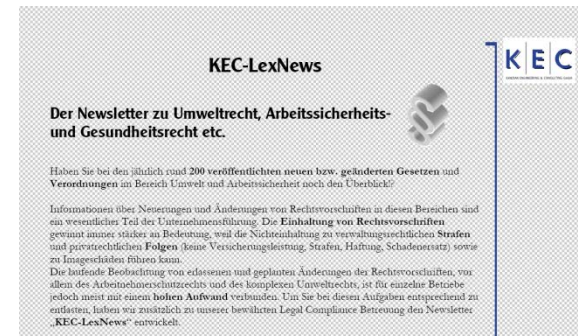 KEC-LexNews
K E C
Der Newsletter zu Umweltrecht, Arbeitssicherheits-
und Gesundheitsrecht etc.
Haben Sie bei den jährlich rund 200 veröffentlichten neuen bzw. geänderten Gesetzen und
Verordnungen im Bereich Umwelt und Arbeitssicherheit noch den Überblick!?
Informationen über Neuerungen und Änderungen von Rechtsvorschriften in diesen Bereichen sind
ein wesentlicher Teil der Unternehmensführung. Die Einhaltung von Rechtsvorschriften
gewinnt immer stärker an Bedeutung, weil die Nichteinhaltung zu verwaltungsrechtlichen Strafen
und privatrechtlichen Folgen (keine Versicherungsleistung, Strafen, Haftung, Schadenersatz) sowie
zu Imageschäden führen kann.
Die laufende Beobachtung von erlassenen und geplanten Änderungen der Rechtsvorschriften, vor
allem des Arbeitnehmerschutzrechts und des komplexen Umweltrechts, ist für einzelne Betriebe
jedoch meist mit einem hohen Aufwand verbunden. Um Sie bei diesen Aufgaben entsprechend zu
entlasten, haben wir zusätzlich zu unserer bewährten Legal Compliance Betreuung den Newsletter
„KEC-LexNews“ entwickelt.